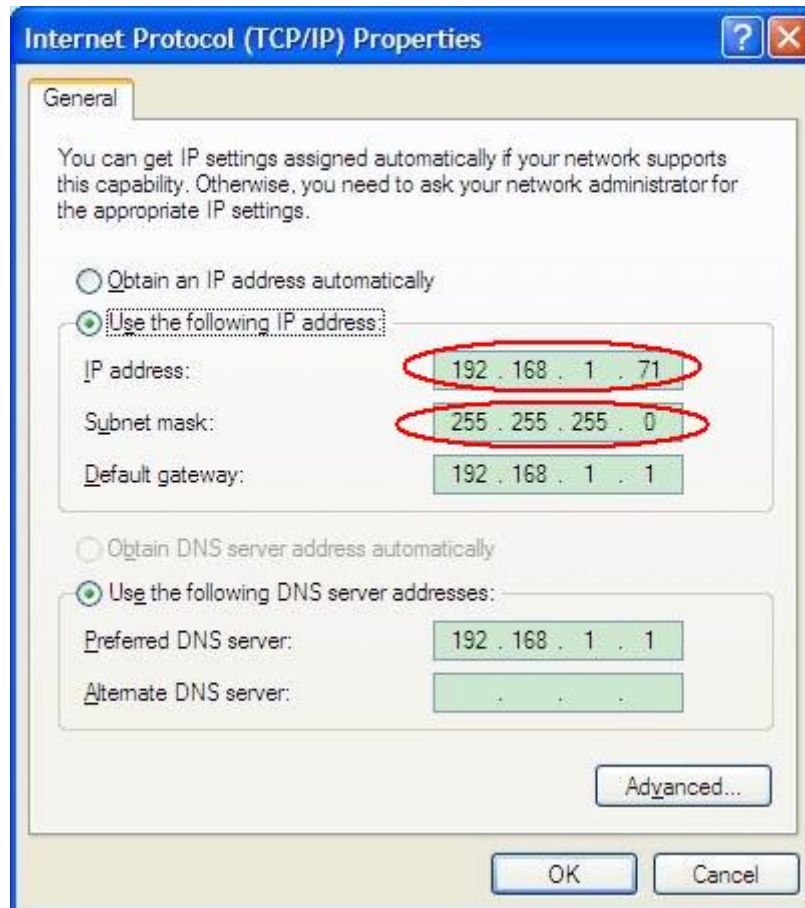 Internet Protocol (TCP/IP) Properties
General
You can get IP settings assigned automatically if your network supports
this capability. Otherwise, you need to ask your network administrator for
the appropriate IP settings.
Obtain an IP address automatically
Use the following IP address:
IP address: 192 . 168 . 1 . 71
Subnet mask: 255 . 255 . 255 . 0
Default gateway: 192 . 168 . 1 . 1
Obtain DNS server address automatically
Use the following DNS server addresses:
Preferred DNS server: 192 . 168 . 1 . 1
Alternate DNS server: . . .
Advanced...
OK Cancel